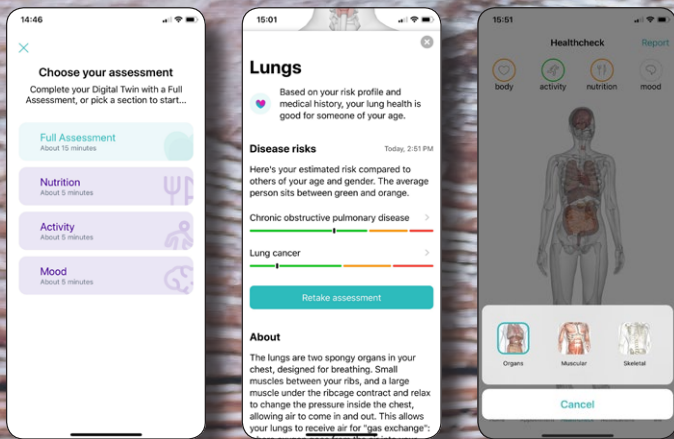 14:46
Choose your assessment
Complete your Digital Twin with a Full
Assessment, or pick a section to start...
Full Assessment
About 15 minutes
Nutrition
About 5 minutes
Activity
About 5 minutes
Mood
About 5 minutes
15:01
Lungs
Based on your risk profile and
medical history, your lung health is
good for someone of your age.
Disease risks
Today, 2:51 PM
Here's your estimated risk compared to
others of your age and gender. The average
person sits between green and orange.
Chronic obstructive pulmonary disease
Lung cancer
Retake assessment
About
The lungs are two spongy organs in your
chest, designed for breathing. Small
muscles between your ribs, and a large
muscle under the ribcage contract and relax
to change the pressure inside the chest,
allowing air to come in and out. This allows
your lungs to receive air for "gas exchange":
15:51
Healthcheck
Report
body
activity
nutrition
mood
Organs
Muscular
Skeletal
Cancel